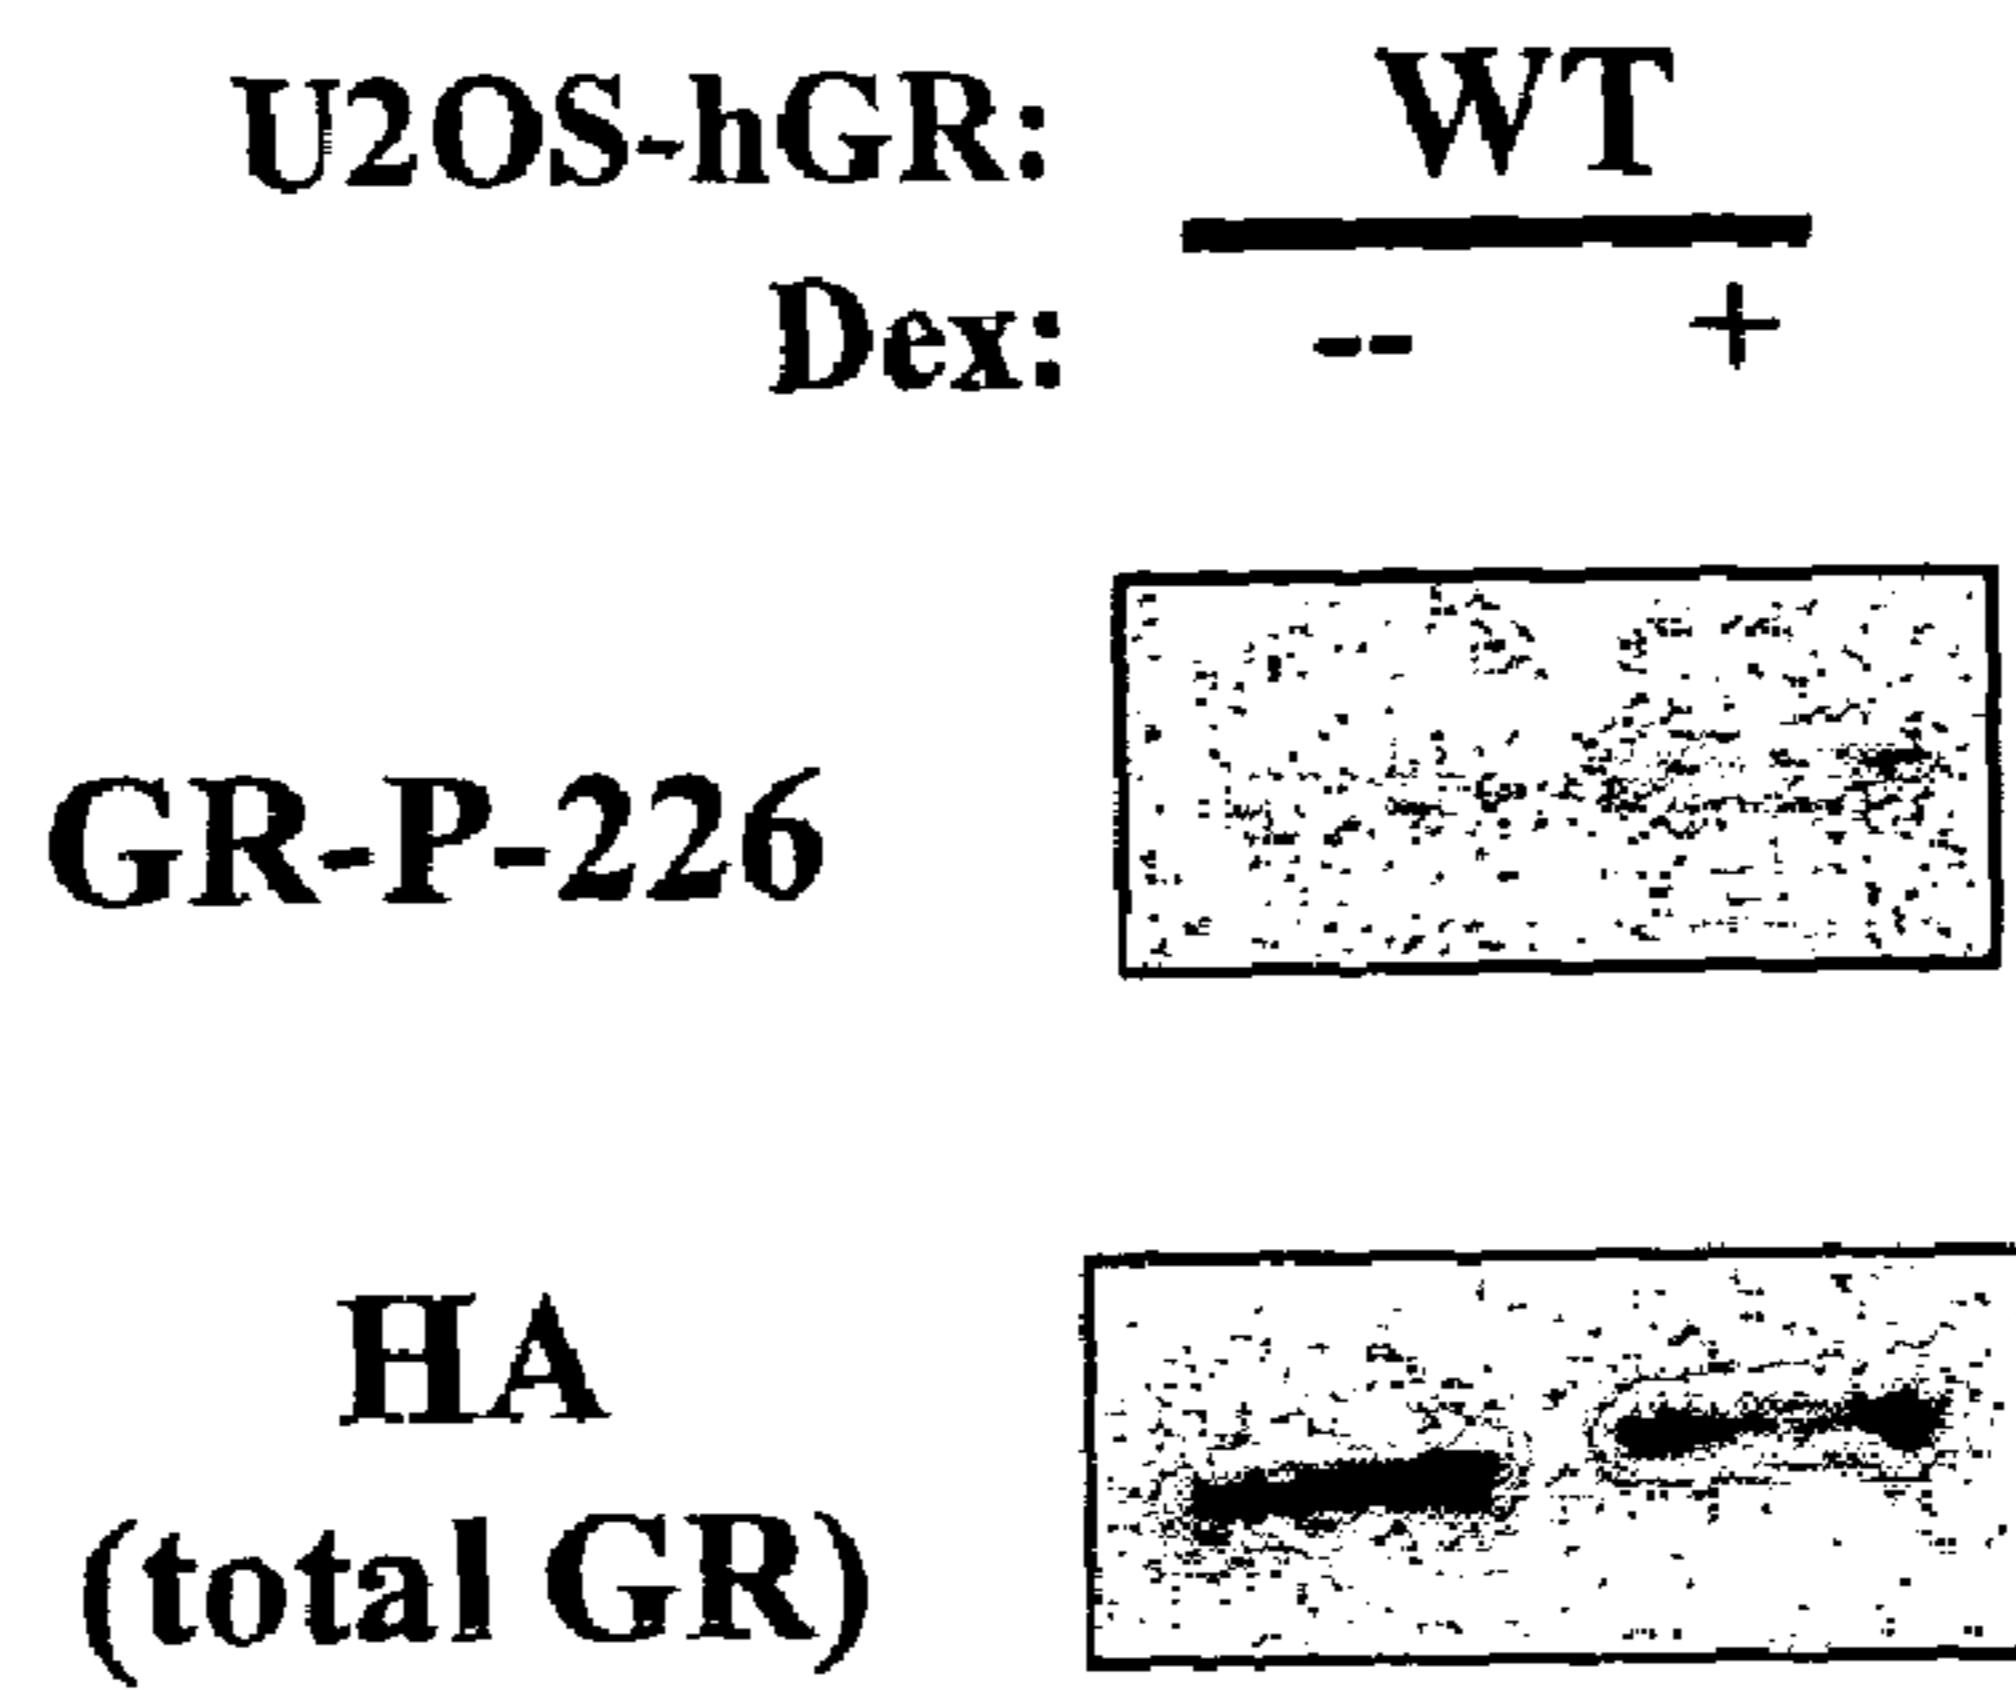 U2OS-hGR: WT
Dex: -- +
GR-P-226
HA
(total GR)